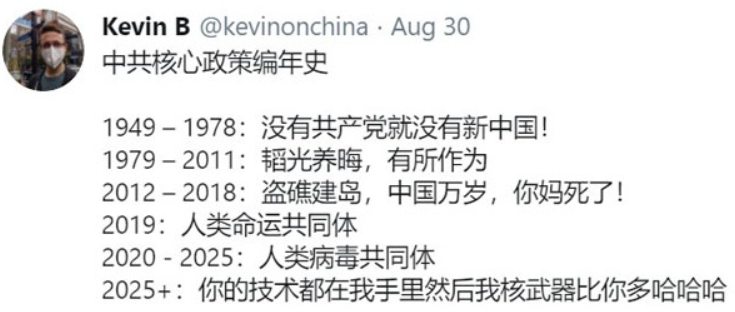 Kevin B @kevinonchina · Aug 30
中共核心政策编年史
1949 – 1978：没有共产党就没有新中国！
1979 – 2011：韬光养晦，有所作为
2012 – 2018：盗礁建岛，中国万岁，你妈死了！
2019：人类命运共同体
2020 - 2025：人类病毒共同体
2025+：你的技术都在我手里然后我核武器比你多哈哈哈